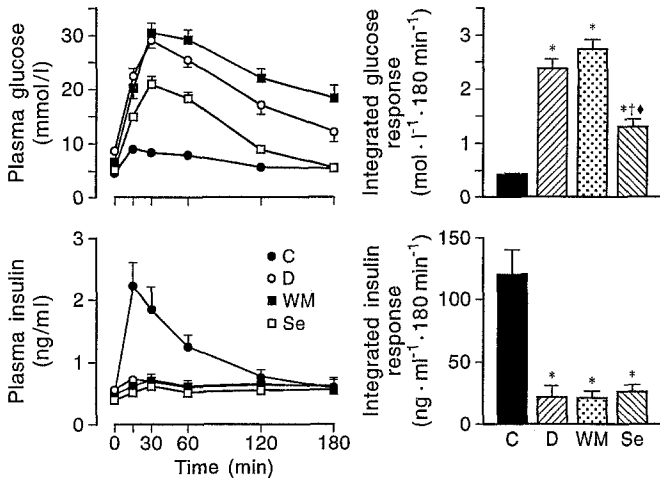 Plasma glucose
(mmol/l)
30
20
10
0
Integrated glucose
response
(mol · l⁻¹ · 180 min⁻¹)
3
2
1
0
*
*
*†♦
Plasma insulin
(ng/ml)
3
2
1
0
C
D
WM
Se
0 30 60 120 180
Time (min)
Integrated insulin
response
(ng · ml⁻¹ · 180 min⁻¹)
150
100
50
0
* * *
C D WM Se